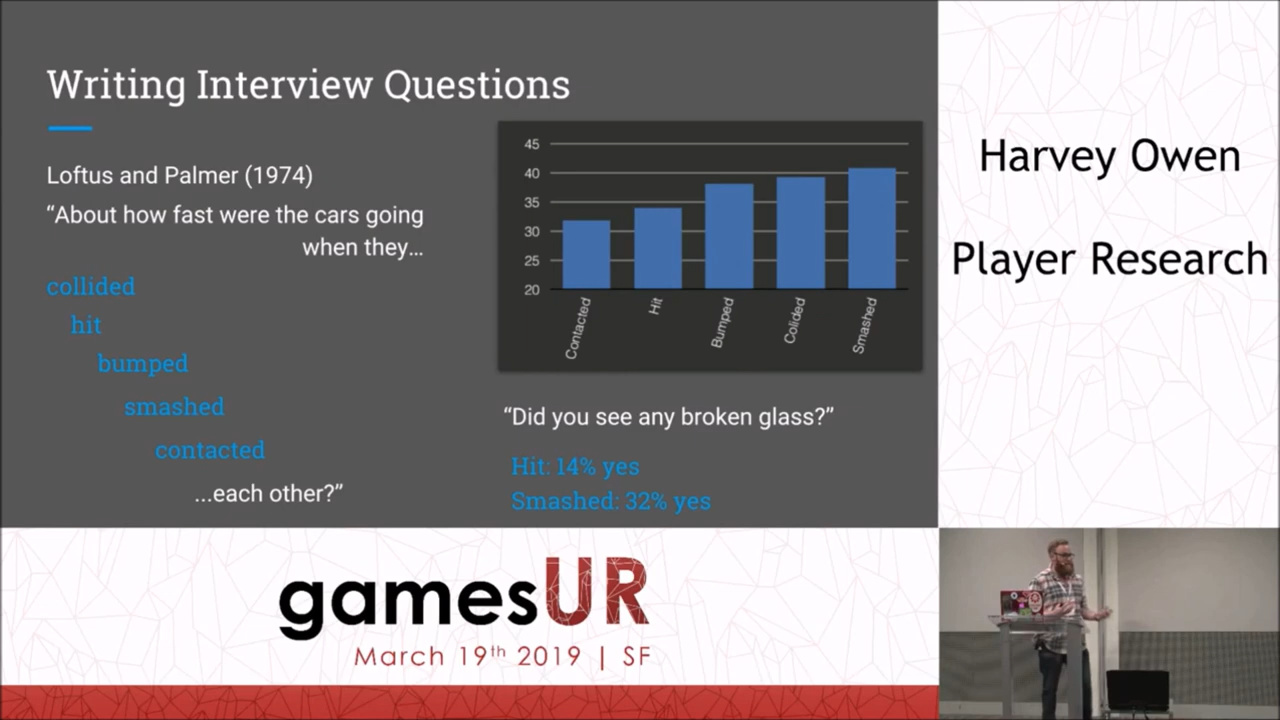 Writing Interview Questions
Loftus and Palmer (1974)
“About how fast were the cars going
when they...
collided
hit
bumped
smashed
contacted
...each other?”
45
40
35
30
25
20
Contacted
Hit
Bumped
Colided
Smashed
“Did you see any broken glass?”
Hit: 14% yes
Smashed: 32% yes
Harvey Owen
Player Research
gamesUR
March 19th 2019 | SF